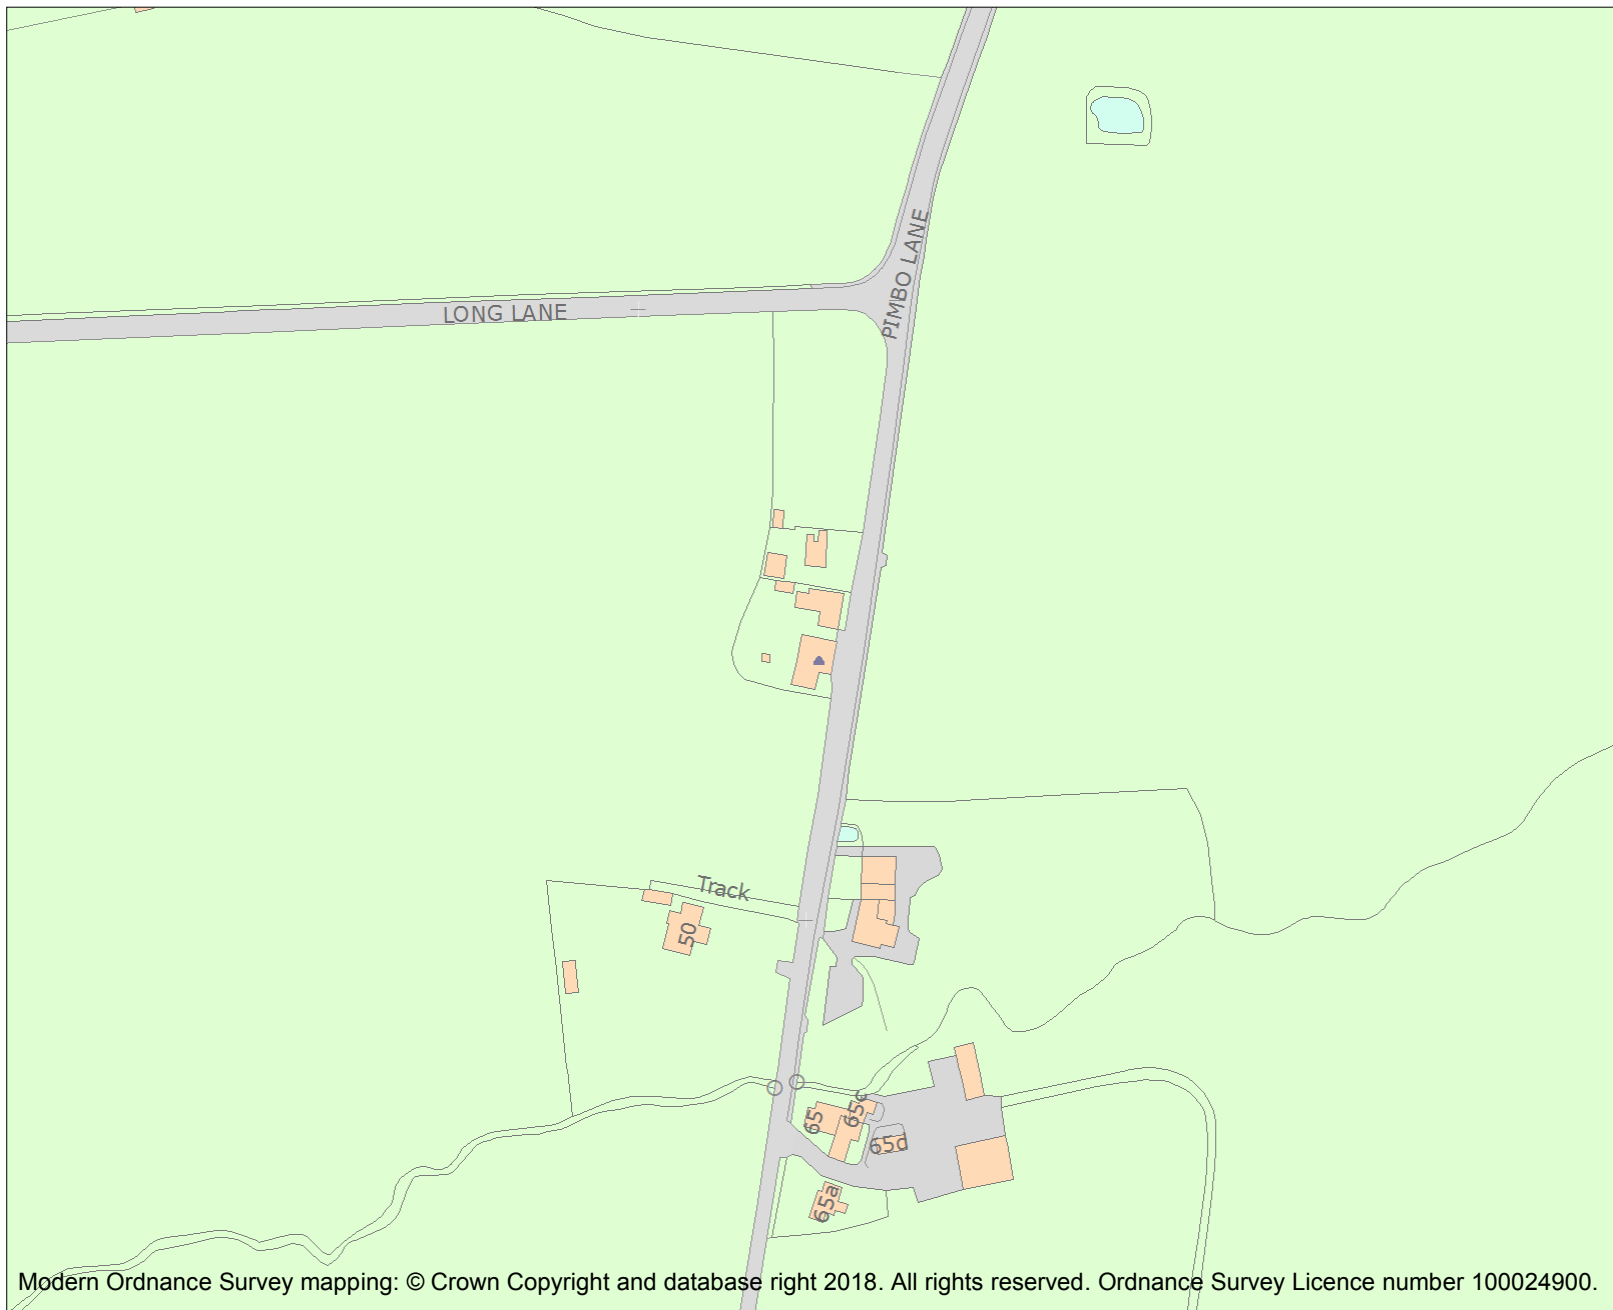 PIMBO LANE
LONG LANE
Track
50
65
65c
65d
65a
Modern Ordnance Survey mapping: © Crown Copyright and database right 2018. All rights reserved. Ordnance Survey Licence number 100024900.